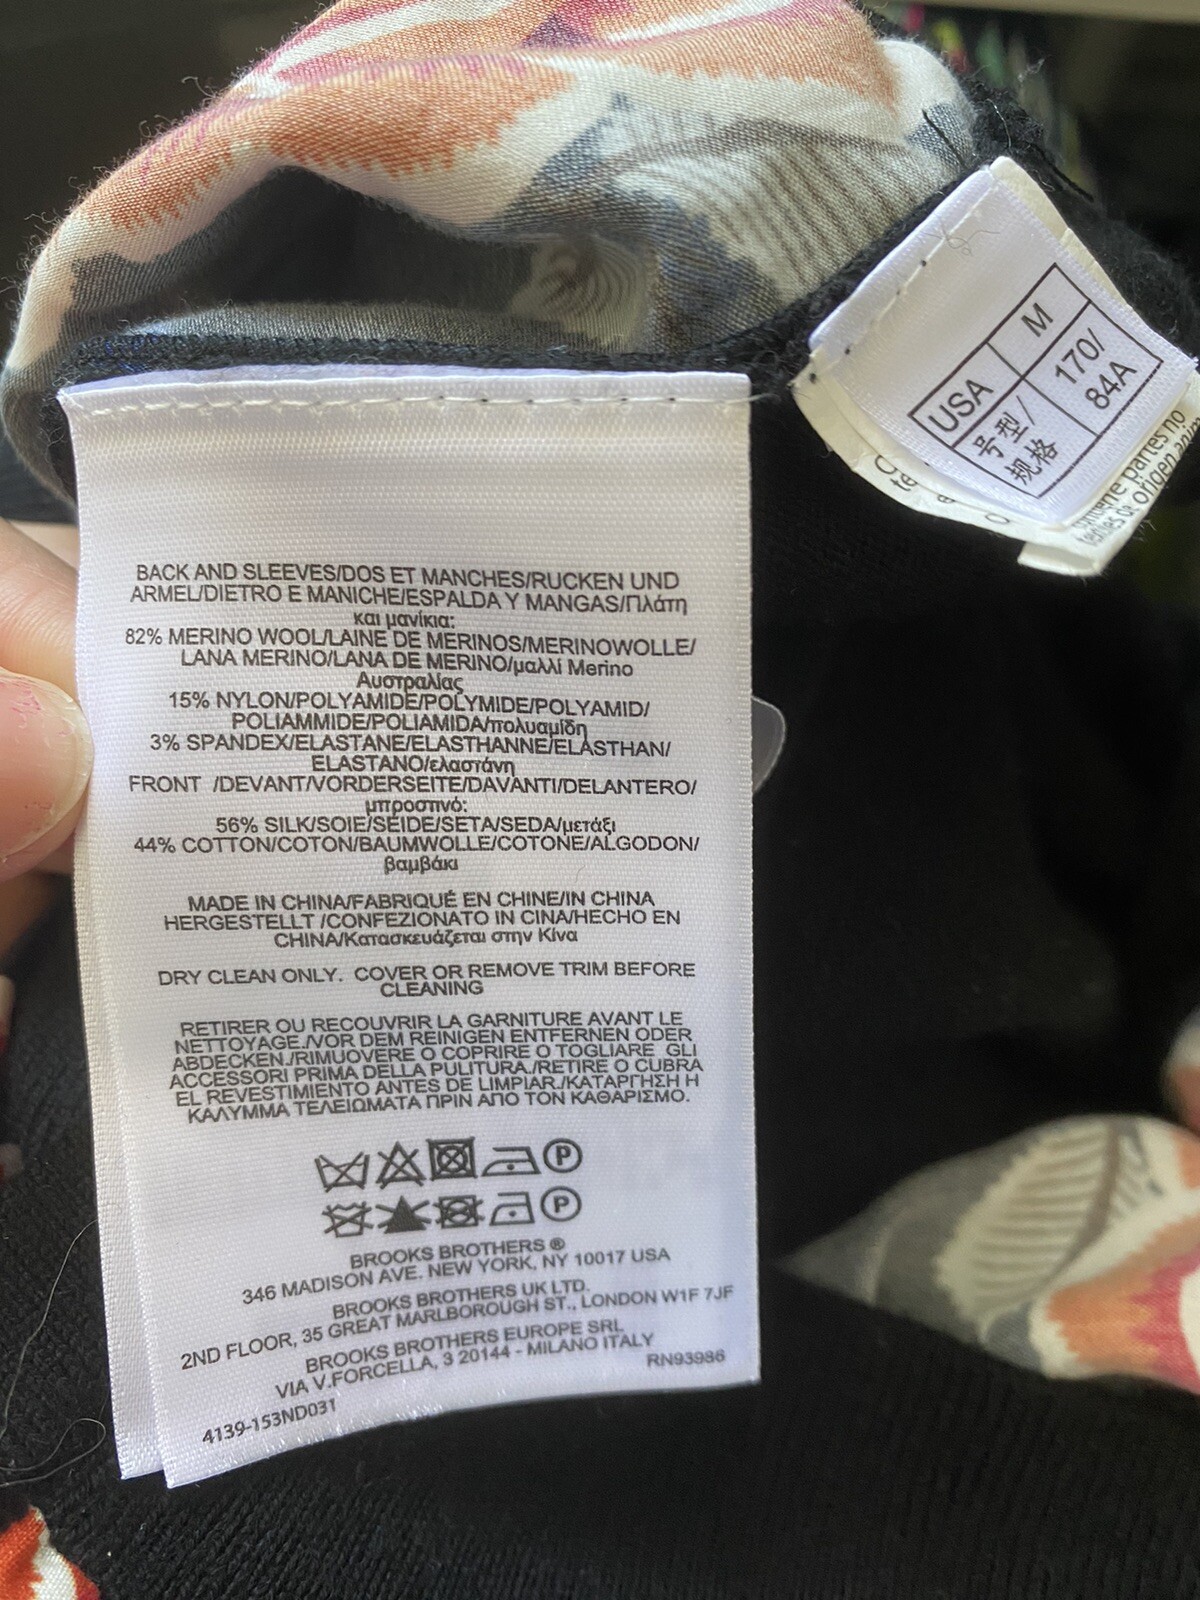 BACK AND SLEEVES/DOS ET MANCHES/RUCKEN UND
ARMEL/DIETRO E MANICHE/ESPALDA Y MANGAS/Πλάτη
και μανίκια:
82% MERINO WOOL/LAINE DE MERINOS/MERINOWOLLE/
LANA MERINO/LANA DE MERINO/μαλλί Merino
Αυστραλίας
15% NYLON/POLYAMIDE/POLYMIDE/POLYAMID/
POLIAMMIDE/POLIAMIDA/πολυαμίδη
3% SPANDEX/ELASTANE/ELASTHANNE/ELASTHAN/
ELASTANO/ελαστάνη
FRONT /DEVANT/VORDERSEITE/DAVANTI/DELANTERO/
μπροστινό:
56% SILK/SOIE/SEIDE/SETA/SEDA/μετάξι
44% COTTON/COTON/BAUMWOLLE/COTONE/ALGODON/
βαμβάκι
MADE IN CHINA/FABRIQUÉ EN CHINE/IN CHINA
HERGESTELLT /CONFEZIONATO IN CINA/HECHO EN
CHINA/Κατασκευάζεται στην Κίνα
DRY CLEAN ONLY. COVER OR REMOVE TRIM BEFORE
CLEANING
RETIRER OU RECOUVRIR LA GARNITURE AVANT LE
NETTOYAGE./VOR DEM REINIGEN ENTFERNEN ODER
ABDECKEN./RIMUOVERE O COPRIRE O TOGLIARE GLI
ACCESSORI PRIMA DELLA PULITURA./RETIRE O CUBRA
EL REVESTIMIENTO ANTES DE LIMPIAR./ΚΑΤΑΡΓΗΣΗ Η
ΚΑΛΥΜΜΑ ΤΕΛΕΙΩΜΑΤΑ ΠΡΙΝ ΑΠΟ ΤΟΝ ΚΑΘΑΡΙΣΜΟ.
P
P
BROOKS BROTHERS ®
346 MADISON AVE. NEW YORK, NY 10017 USA
BROOKS BROTHERS UK LTD.
2ND FLOOR, 35 GREAT MARLBOROUGH ST., LONDON W1F 7JF
BROOKS BROTHERS EUROPE SRL
VIA V.FORCELLA, 3 20144 - MILANO ITALY
RN93986
4139-153ND031
USA M
号型/ 170/
规格 84A
partes no
origen